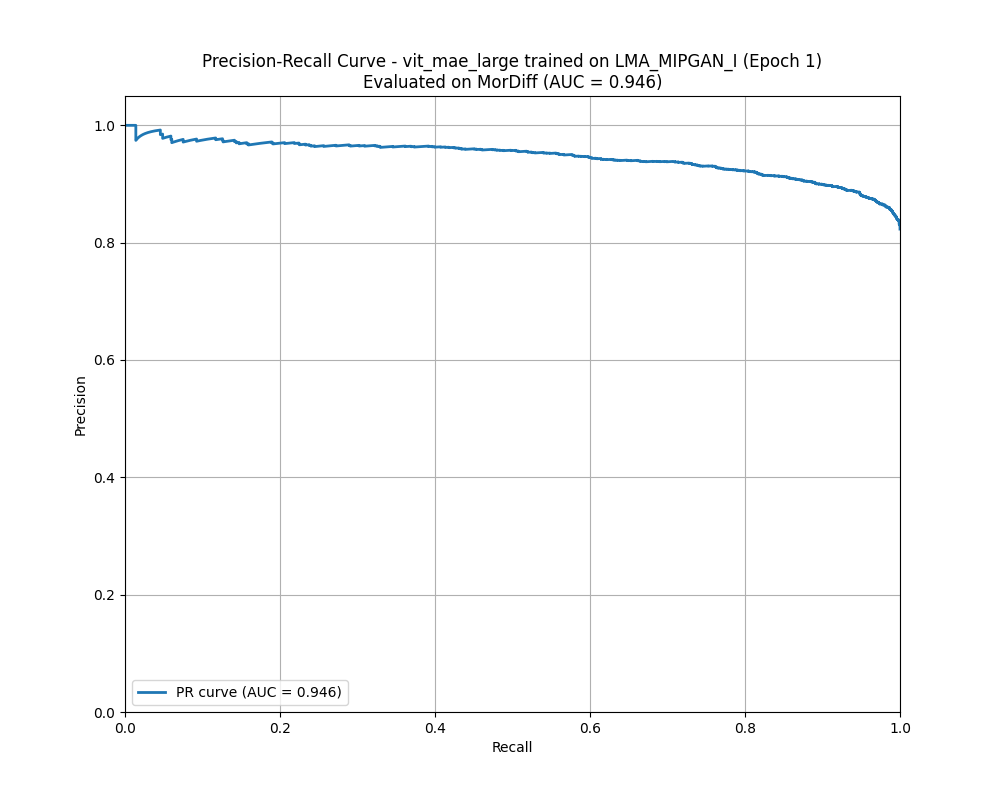 Precision-Recall Curve - vit_mae_large trained on LMA_MIPGAN_I (Epoch 1)
Evaluated on MorDiff (AUC = 0.946)
1.0
0.8
0.6
0.4
0.2
0.0
Precision
PR curve (AUC = 0.946)
0.0 0.2 0.4 0.6 0.8 1.0
Recall